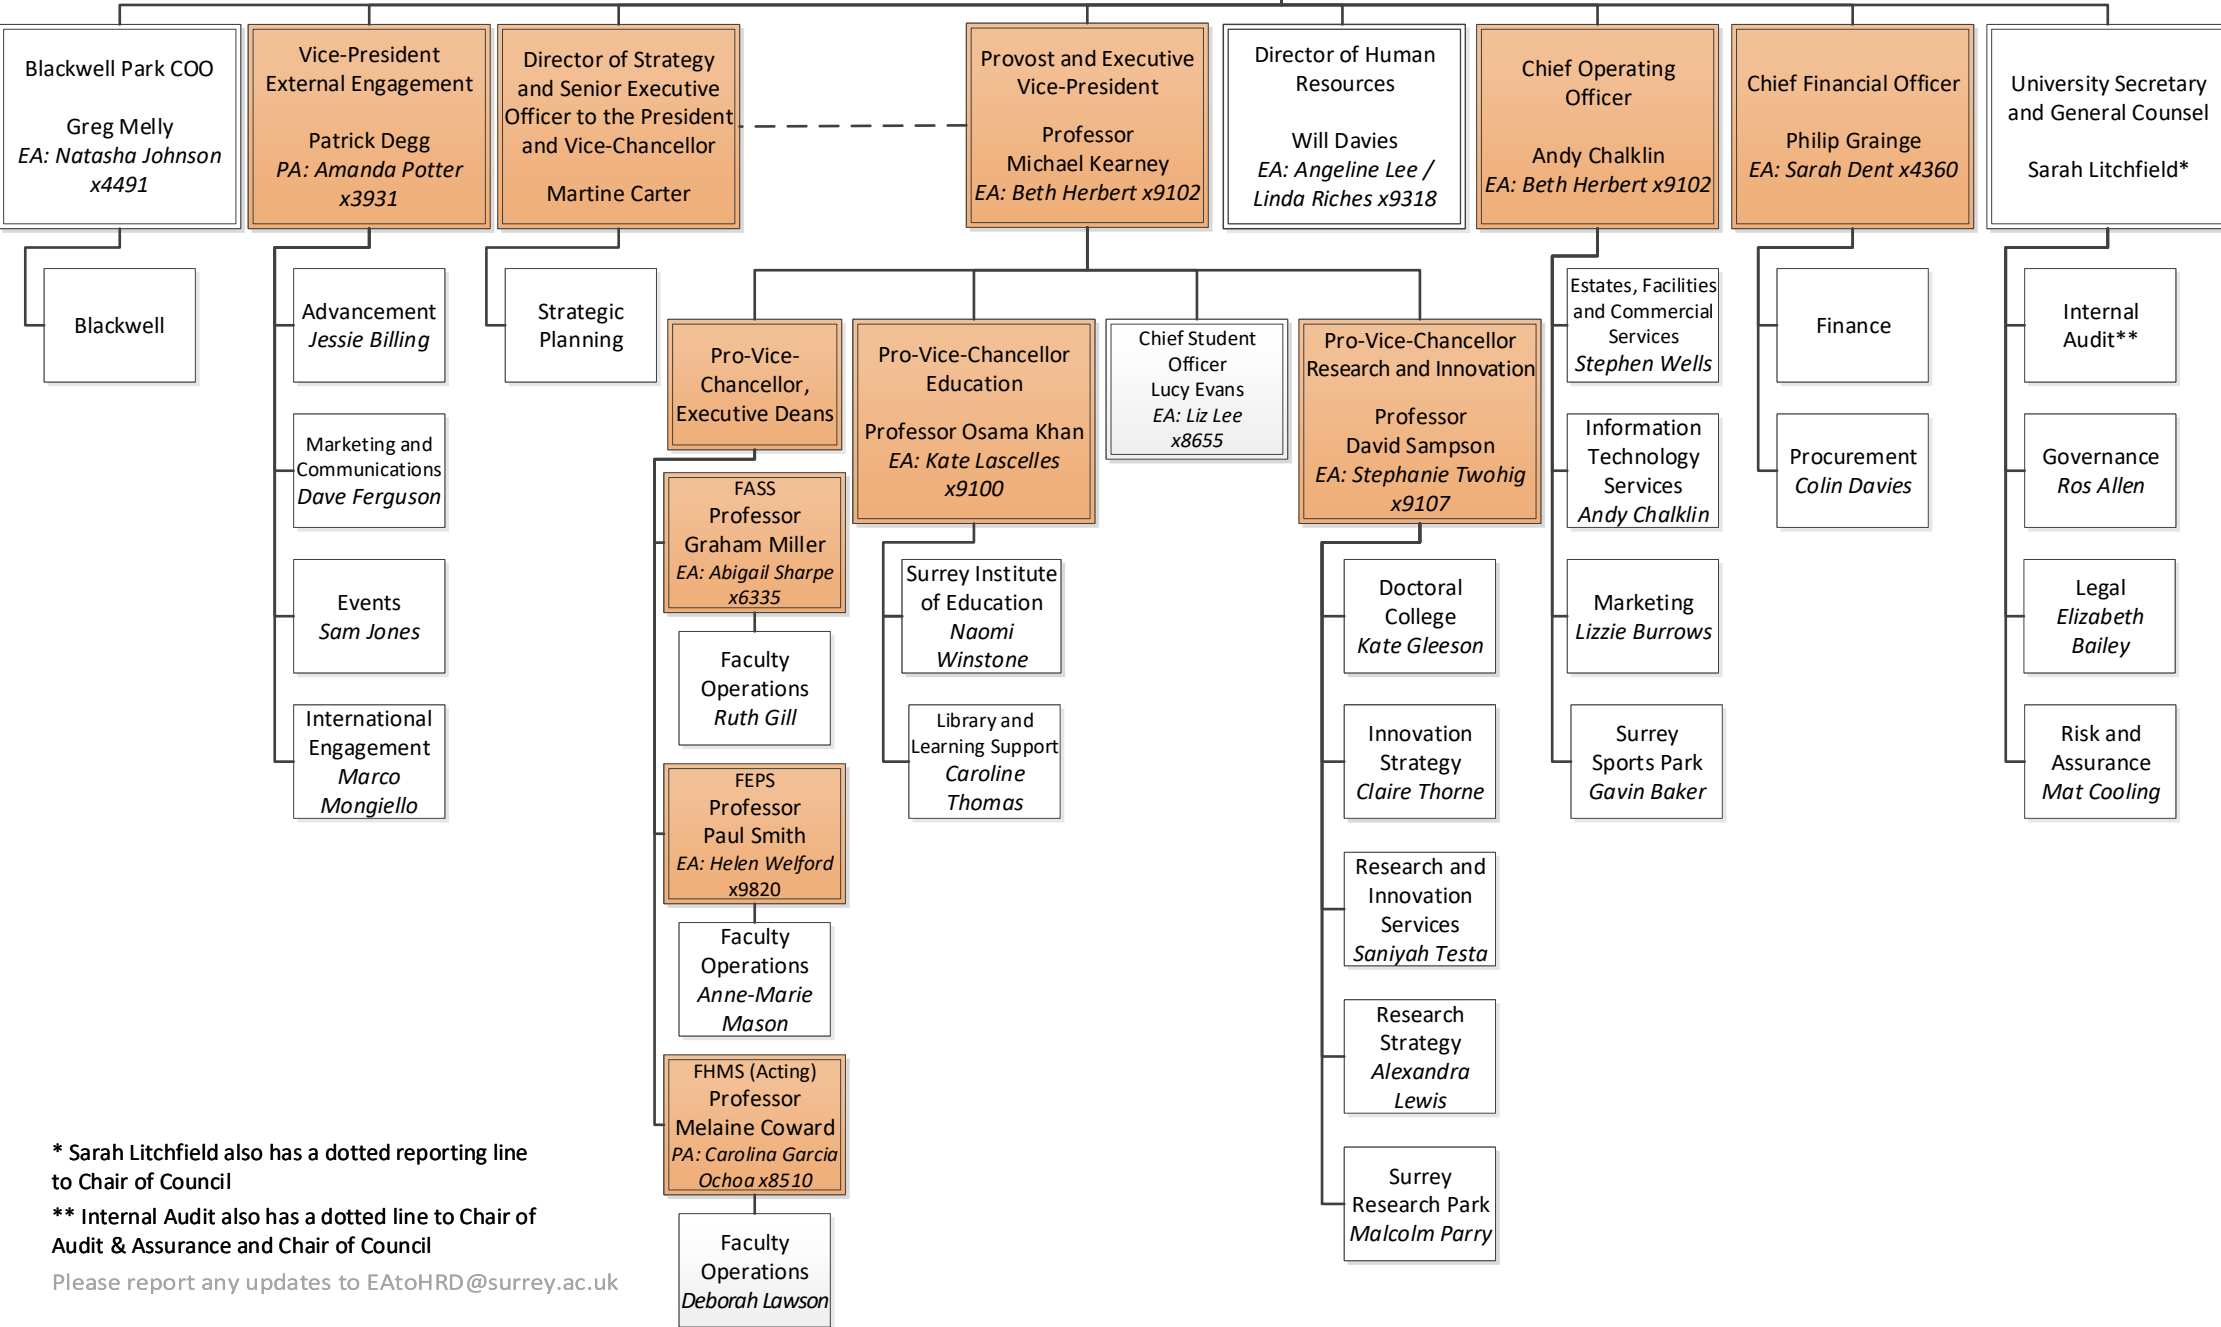 Blackwell Park COO
Greg Melly
EA: Natasha Johnson
x4491
Vice-President
External Engagement
Patrick Degg
PA: Amanda Potter
x3931
Director of Strategy
and Senior Executive
Officer to the President
and Vice-Chancellor
Martine Carter
Provost and Executive
Vice-President
Professor
Michael Kearney
EA: Beth Herbert x9102
Director of Human
Resources
Will Davies
EA: Angeline Lee /
Linda Riches x9318
Chief Operating
Officer
Andy Chalklin
EA: Beth Herbert x9102
Chief Financial Officer
Philip Grainge
EA: Sarah Dent x4360
University Secretary
and General Counsel
Sarah Litchfield*
Blackwell
Advancement
Jessie Billing
Marketing and
Communications
Dave Ferguson
Events
Sam Jones
International
Engagement
Marco
Mongiello
Strategic
Planning
Pro-Vice-
Chancellor,
Executive Deans
FASS
Professor
Graham Miller
EA: Abigail Sharpe
x6335
Faculty
Operations
Ruth Gill
FEPS
Professor
Paul Smith
EA: Helen Welford
x9820
Faculty
Operations
Anne-Marie
Mason
FHMS (Acting)
Professor
Melaine Coward
PA: Carolina Garcia
Ochoa x8510
Faculty
Operations
Deborah Lawson
Pro-Vice-Chancellor
Education
Professor Osama Khan
EA: Kate Lascelles
x9100
Surrey Institute
of Education
Naomi
Winstone
Library and
Learning Support
Caroline
Thomas
Chief Student
Officer
Lucy Evans
EA: Liz Lee
x8655
Pro-Vice-Chancellor
Research and Innovation
Professor
David Sampson
EA: Stephanie Twohig
x9107
Doctoral
College
Kate Gleeson
Innovation
Strategy
Claire Thorne
Research and
Innovation
Services
Saniyah Testa
Research
Strategy
Alexandra
Lewis
Surrey
Research Park
Malcolm Parry
Estates, Facilities
and Commercial
Services
Stephen Wells
Information
Technology
Services
Andy Chalklin
Marketing
Lizzie Burrows
Surrey
Sports Park
Gavin Baker
Finance
Procurement
Colin Davies
Internal
Audit**
Governance
Ros Allen
Legal
Elizabeth
Bailey
Risk and
Assurance
Mat Cooling
* Sarah Litchfield also has a dotted reporting line
to Chair of Council
** Internal Audit also has a dotted line to Chair of
Audit & Assurance and Chair of Council
Please report any updates to EAtoHRD@surrey.ac.uk